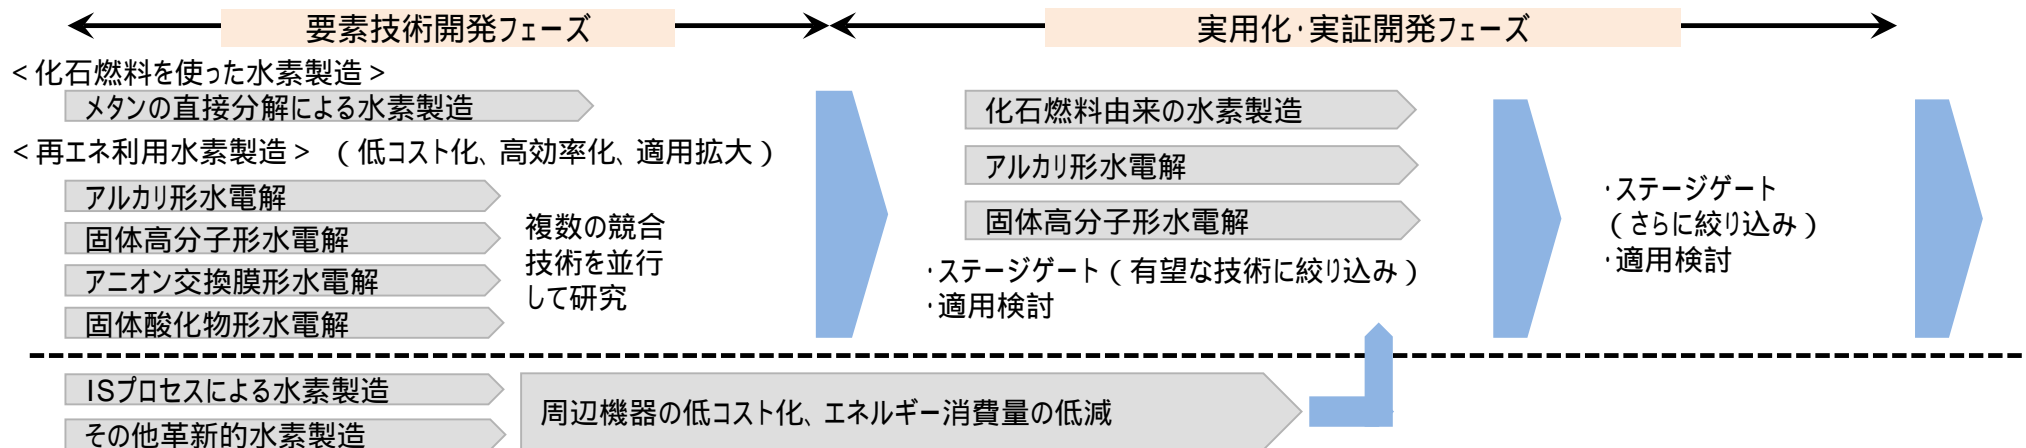 要素技術開発フェーズ
実用化・実証開発フェーズ
<化石燃料を使った水素製造>
メタンの直接分解による水素製造
<再エネ利用水素製造>（低コスト化、高効率化、適用拡大）
アルカリ形水電解
固体高分子形水電解
アニオン交換膜形水電解
固体酸化物形水電解
複数の競合
技術を並行
して研究
化石燃料由来の水素製造
アルカリ形水電解
固体高分子形水電解
・ステージゲート（有望な技術に絞り込み）
・適用検討
・ステージゲート
（さらに絞り込み）
・適用検討
ISプロセスによる水素製造
その他革新的水素製造
周辺機器の低コスト化、エネルギー消費量の低減